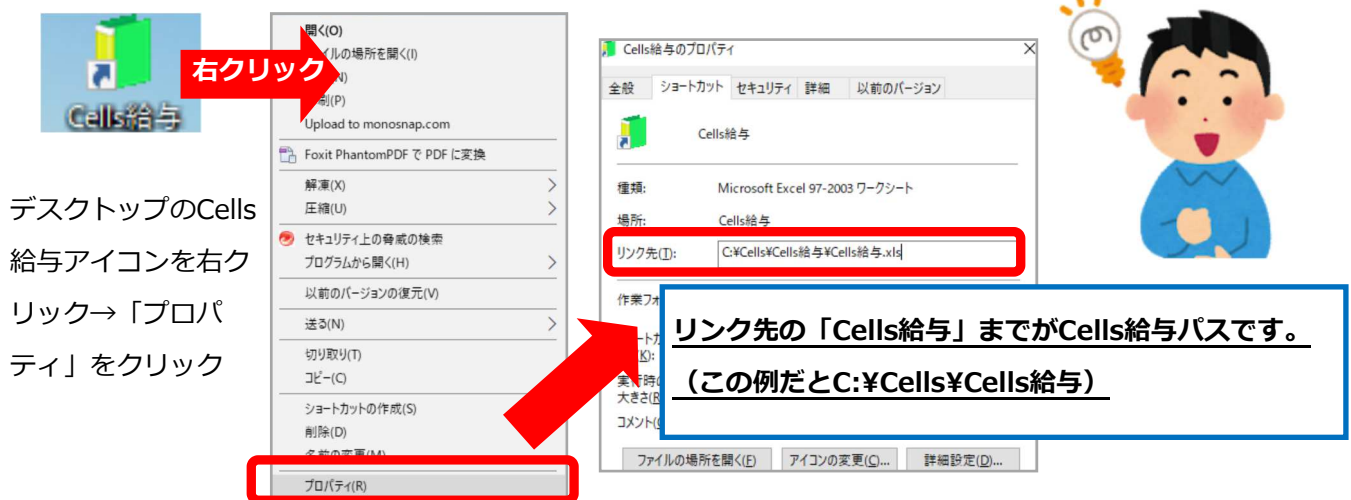 Cells給与
右クリック
デスクトップのCells
給与アイコンを右ク
リック→「プロパ
ティ」をクリック
開く(O)
イルの場所を開く(I)
N)
刷(P)
Upload to monosnap.com
Foxit PhantomPDF で PDF に変換
解凍(X)
圧縮(U)
セキュリティ上の脅威の検索
プログラムから開く(H)
以前のバージョンの復元(V)
送る(N)
切り取り(T)
コピー(C)
ショートカットの作成(S)
削除(D)
名前の変更(M)
プロパティ(R)
Cells給与のプロパティ
全般 ショートカット セキュリティ 詳細 以前のバージョン
Cells給与
種類: Microsoft Excel 97-2003 ワークシート
場所: Cells給与
リンク先(T): C:¥Cells¥Cells給与¥Cells給与.xls
作業フォ
ートカ
(K):
実行時の
大きさ(R
コメント(
リンク先の「Cells給与」までがCells給与パスです。
（この例だとC:¥Cells¥Cells給与）
ファイルの場所を開く(F) アイコンの変更(C)... 詳細設定(D)...